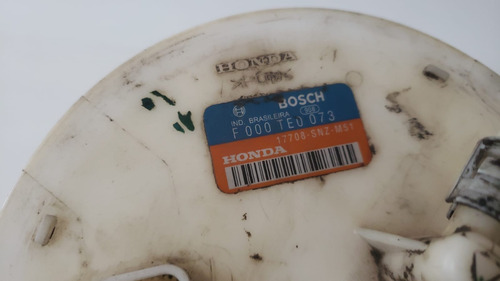 HONDA
BOSCH
IND. BRASILEIRA
F 000 TE0 073
17708-SNZ-M51
HONDA